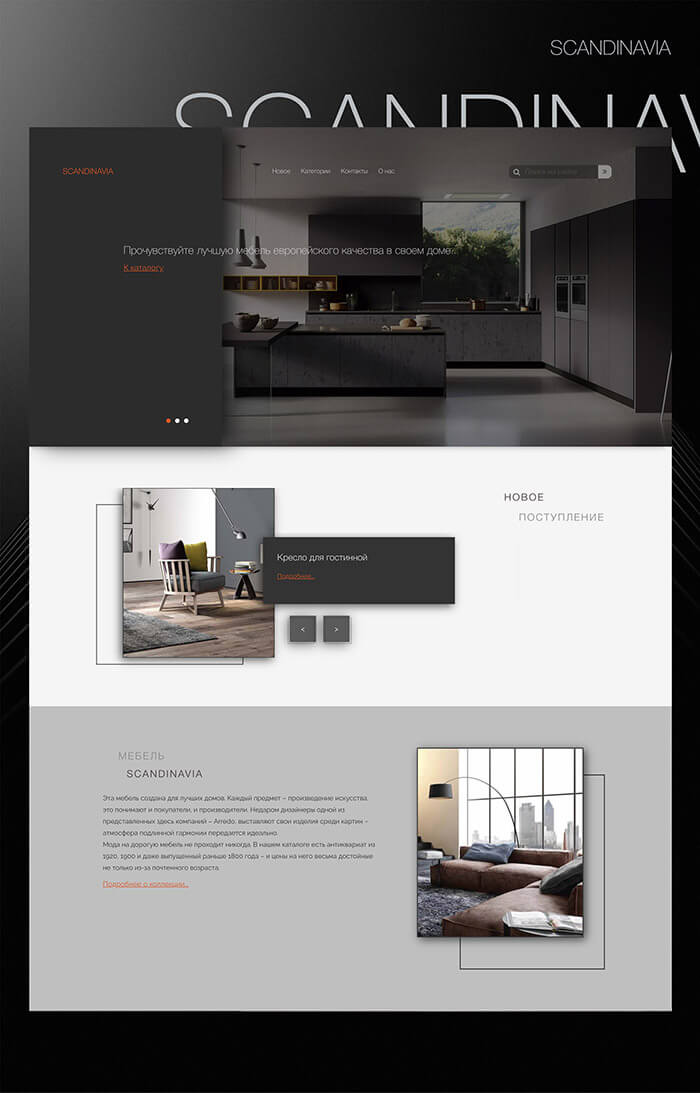 SCANDINAVIA
SCANDINAV
SCANDINAVIA
Новое Категории Контакты О нас
Поиск на сайте
>
Прочувствуйте лучшую мебель европейского качества в своем доме.
К каталогу
НОВОЕ
ПОСТУПЛЕНИЕ
Кресло для гостинной
Подробнее...
< >
МЕБЕЛЬ
SCANDINAVIA
Эта мебель создана для лучших домов. Каждый предмет – произведение искусства,
это понимают и покупатели, и производители. Недаром дизайнеры одной из
представленных здесь компаний – Arredo, выставляют свои изделия среди картин –
атмосфера подлинной гармонии передается идеально.
Мода на дорогую мебель не проходит никогда. В нашем каталоге есть антиквариат из
1920, 1900 и даже выпущенный раньше 1800 года – и цены на него весьма достойные
не только из-за почтенного возраста.
Подробнее о коллекции...